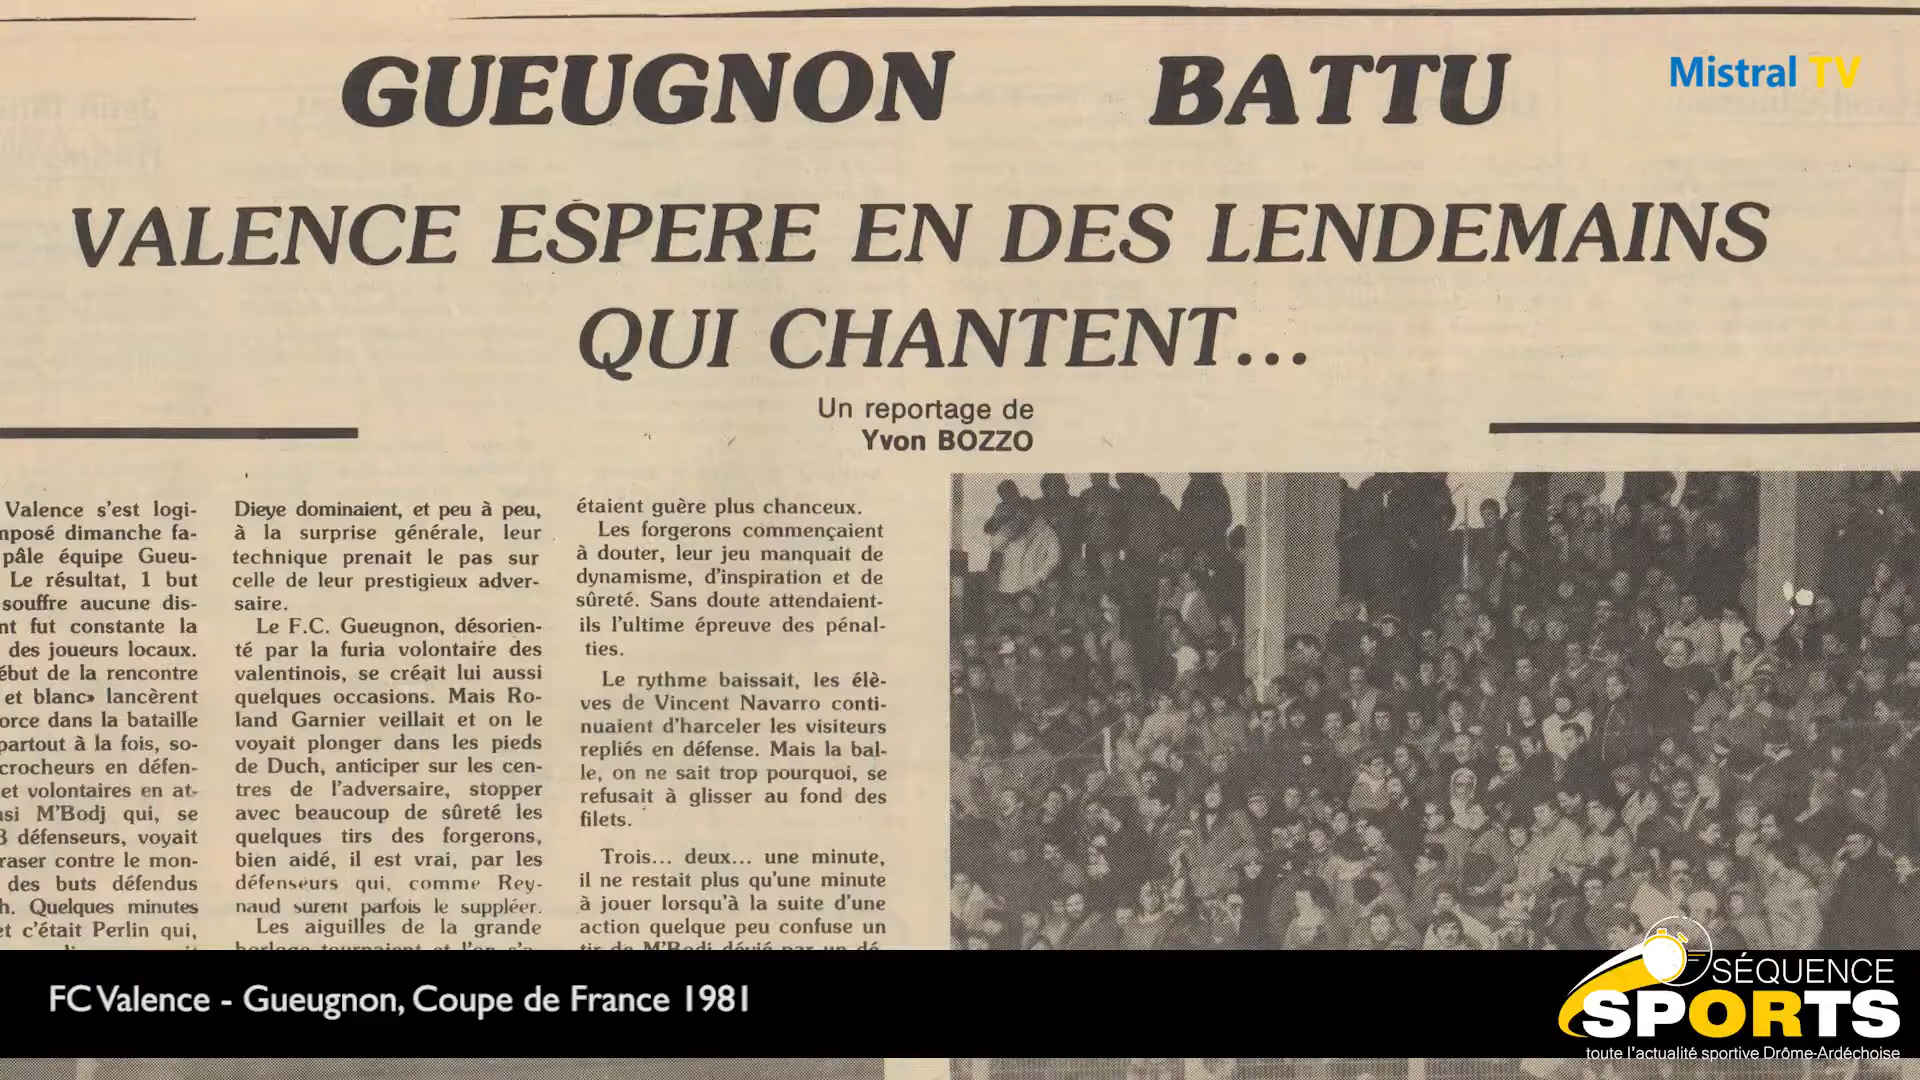 GUEUGNON BATTU
Mistral TV
VALENCE ESPERE EN DES LENDEMAINS
QUI CHANTENT...
Un reportage de
Yvon BOZZO
Valence s'est logi-
mposé dimanche fa-
pâle équipe Gueu-
Le résultat, 1 but
souffre aucune dis-
nt fut constante la
des joueurs locaux.
ébut de la rencontre
et blanc» lancèrent
orce dans la bataille
partout à la fois, so-
crocheurs en défen-
et volontaires en at-
nsi M'Bodj qui, se
3 défenseurs, voyait
raser contre le mon-
des buts défendus
h. Quelques minutes
et c'était Perlin qui,
Dieye dominaient, et peu à peu,
à la surprise générale, leur
technique prenait le pas sur
celle de leur prestigieux adver-
saire.
Le F.C. Gueugnon, désorien-
té par la furia volontaire des
valentinois, se créait lui aussi
quelques occasions. Mais Ro-
land Garnier veillait et on le
voyait plonger dans les pieds
de Duch, anticiper sur les cen-
tres de l'adversaire, stopper
avec beaucoup de sûreté les
quelques tirs des forgerons,
bien aidé, il est vrai, par les
défenseurs qui, comme Rey-
naud surent parfois le suppléer.
Les aiguilles de la grande
horloge tournaient et l'on s'n-
étaient guère plus chanceux.
Les forgerons commençaient
à douter, leur jeu manquait de
dynamisme, d'inspiration et de
sûreté. Sans doute attendaient-
ils l'ultime épreuve des pénal-
ties.
Le rythme baissait, les élè-
ves de Vincent Navarro conti-
nuaient d'harceler les visiteurs
repliés en défense. Mais la bal-
le, on ne sait trop pourquoi, se
refusait à glisser au fond des
filets.
Trois... deux... une minute,
il ne restait plus qu'une minute
à jouer lorsqu'à la suite d'une
action quelque peu confuse un
tir de M'Bodj dévié par un dé-
FC Valence - Gueugnon, Coupe de France 1981
SÉQUENCE
SPORTS
toute l'actualité sportive Drôme-Ardéchoise